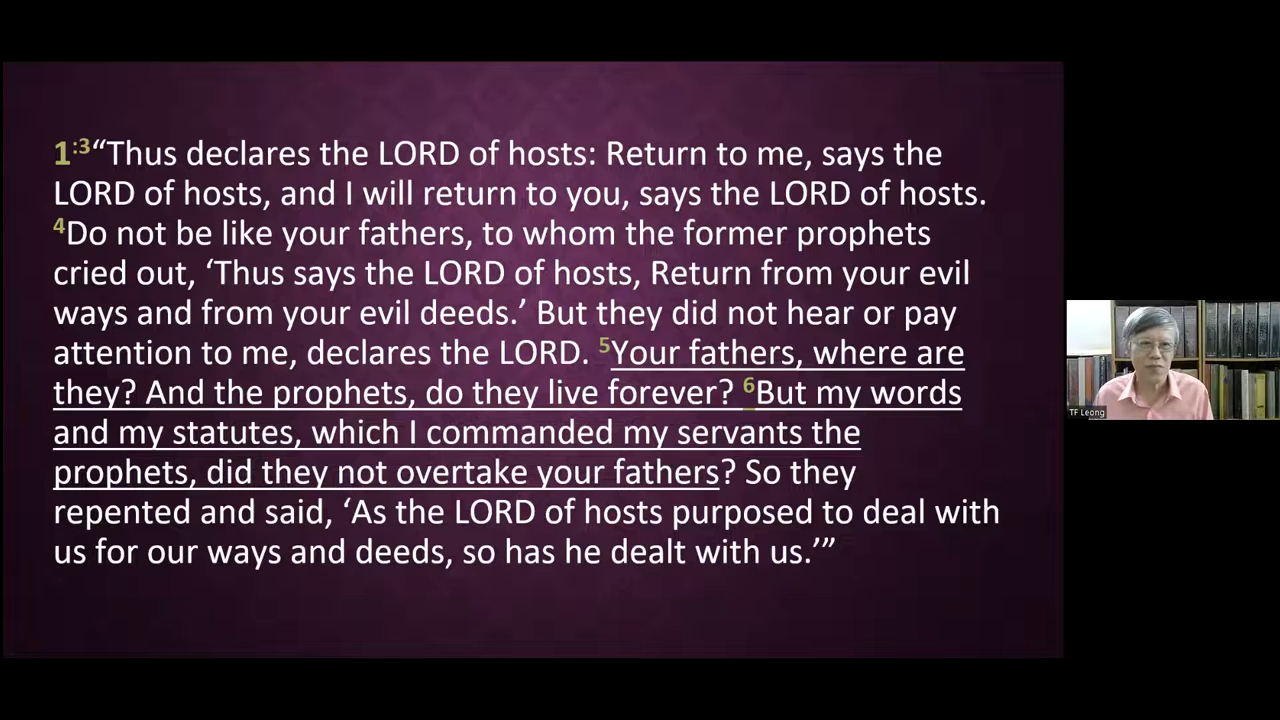 1:3“Thus declares the LORD of hosts: Return to me, says the
LORD of hosts, and I will return to you, says the LORD of hosts.
4Do not be like your fathers, to whom the former prophets
cried out, ‘Thus says the LORD of hosts, Return from your evil
ways and from your evil deeds.’ But they did not hear or pay
attention to me, declares the LORD. 5Your fathers, where are
they? And the prophets, do they live forever? 6But my words
and my statutes, which I commanded my servants the
prophets, did they not overtake your fathers? So they
repented and said, ‘As the LORD of hosts purposed to deal with
us for our ways and deeds, so has he dealt with us.’”
TF Leong